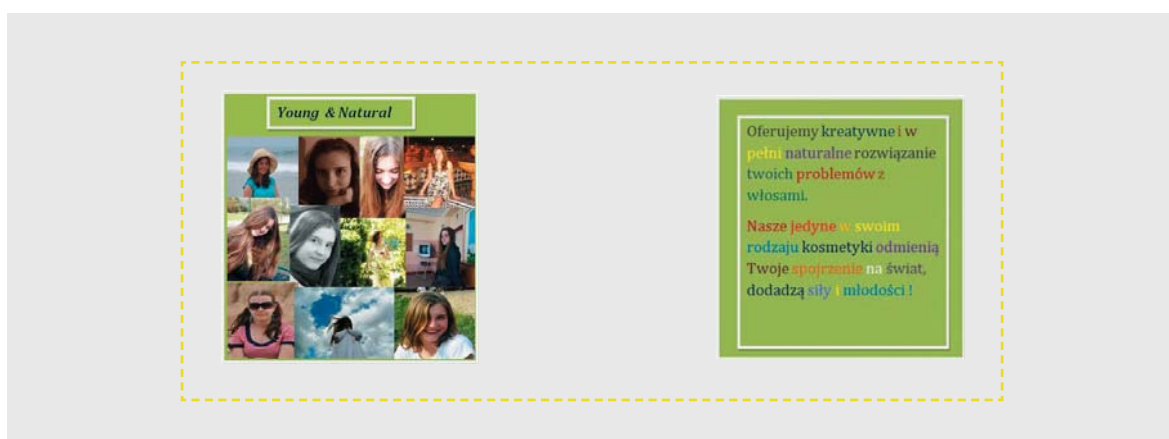 Young & Natural
Oferujemy kreatywne i w
pełni naturalne rozwiązanie
twoich problemów z
włosami.
Nasze jedyne w swoim
rodzaju kosmetyki odmienią
Twoje spojrzenie na świat,
dodadzą siły i młodości !